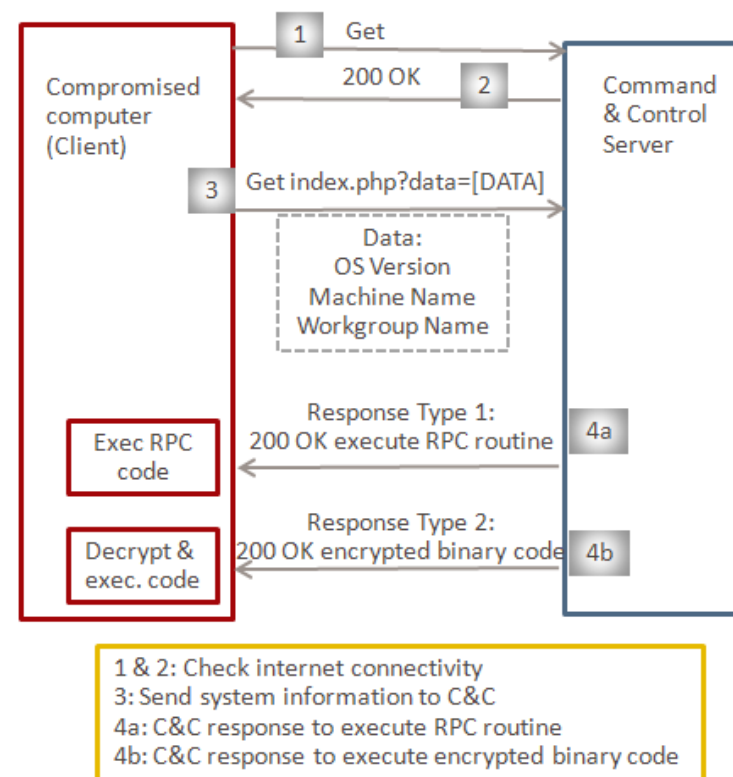 1
Get
200 OK
2
Compromised
computer
(Client)
Command
& Control
Server
3
Get index.php?data=[DATA]
Data:
OS Version
Machine Name
Workgroup Name
Response Type 1:
200 OK execute RPC routine
4a
Exec RPC
code
Response Type 2:
200 OK encrypted binary code
4b
Decrypt &
exec. code
1 & 2: Check internet connectivity
3: Send system information to C&C
4a: C&C response to execute RPC routine
4b: C&C response to execute encrypted binary code